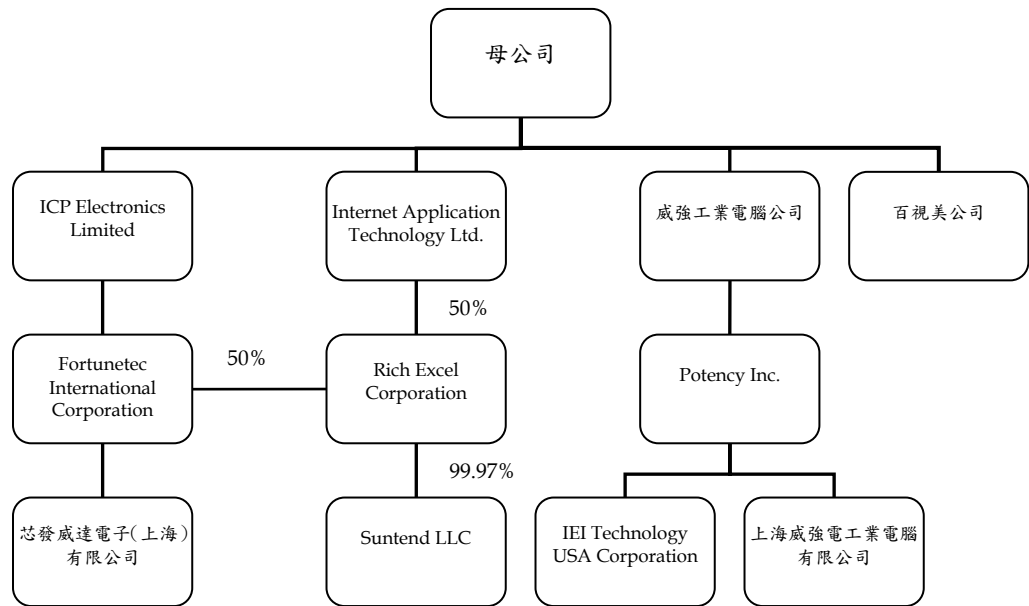 母公司
ICP Electronics
Limited
Internet Application
Technology Ltd.
威強工業電腦公司
百視美公司
50%
Fortunetec
International
Corporation
50%
Rich Excel
Corporation
Potency Inc.
99.97%
芯發威達電子(上海)
有限公司
Suntend LLC
IEI Technology
USA Corporation
上海威強電工業電腦
有限公司